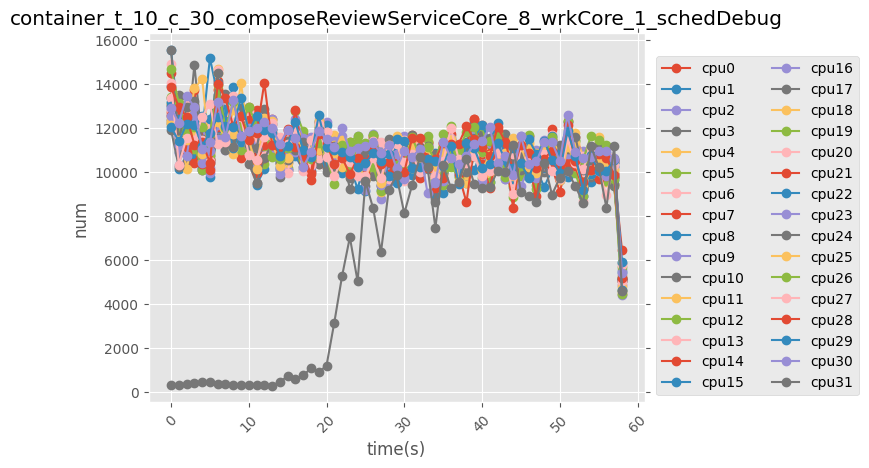 container_t_10_c_30_composeReviewServiceCore_8_wrkCore_1_schedDebug
16000
14000
12000
10000
8000
6000
4000
2000
0
num
0
10
20
30
40
50
60
time(s)
cpu0
cpu1
cpu2
cpu3
cpu4
cpu5
cpu6
cpu7
cpu8
cpu9
cpu10
cpu11
cpu12
cpu13
cpu14
cpu15
cpu16
cpu17
cpu18
cpu19
cpu20
cpu21
cpu22
cpu23
cpu24
cpu25
cpu26
cpu27
cpu28
cpu29
cpu30
cpu31